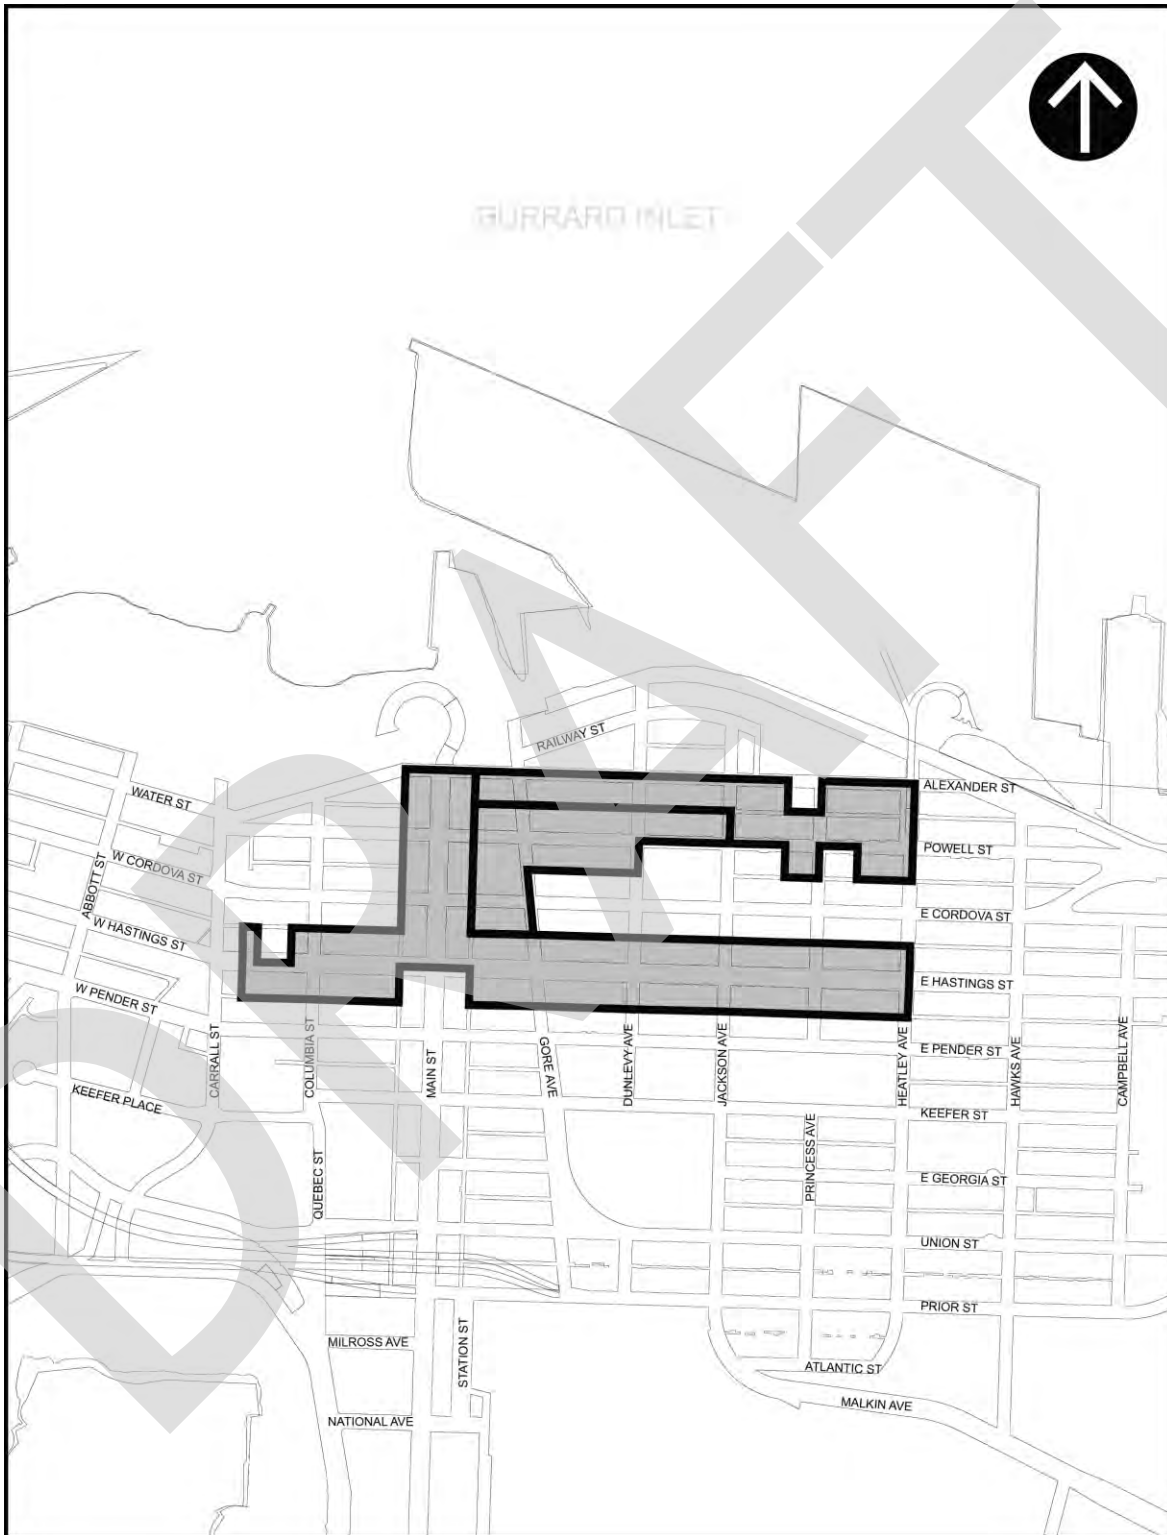 DRAFT
BURRARD INLET
RAILWAY ST
ALEXANDER ST
WATER ST
POWELL ST
W CORDOVA ST
ABBOTT ST
E CORDOVA ST
W HASTINGS ST
E HASTINGS ST
W PENDER ST
CARRALL ST
COLUMBIA ST
MAIN ST
GORE AVE
DUNLEVY AVE
JACKSON AVE
HEATLEY AVE
E PENDER ST
HAWKS AVE
CAMPBELL AVE
KEEFER PLACE
KEEFER ST
QUEBEC ST
PRINCESS AVE
E GEORGIA ST
UNION ST
PRIOR ST
MILROSS AVE
STATION ST
ATLANTIC ST
MALKIN AVE
NATIONAL AVE